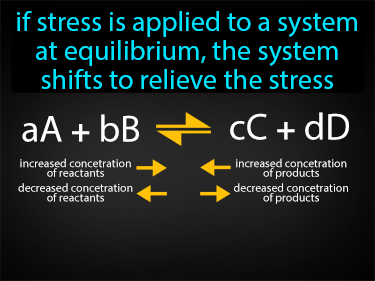 if stress is applied to a system
at equilibrium, the system
shifts to relieve the stress
aA + bB ⇌ cC + dD
increased concetration
of reactants
increased concetration
of products
decreased concetration
of reactants
decreased concetration
of products